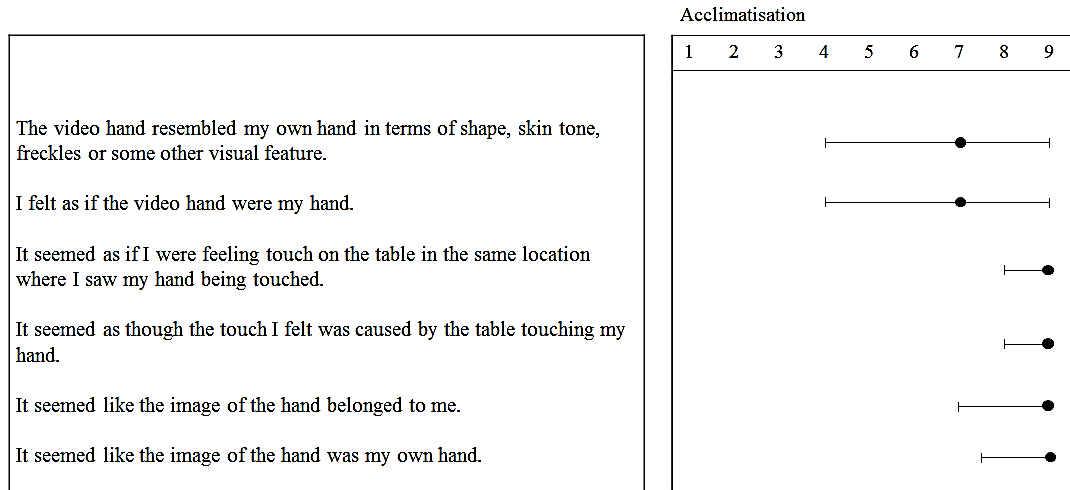 Acclimatisation
1 2 3 4 5 6 7 8 9
The video hand resembled my own hand in terms of shape, skin tone,
freckles or some other visual feature.
I felt as if the video hand were my hand.
It seemed as if I were feeling touch on the table in the same location
where I saw my hand being touched.
It seemed as though the touch I felt was caused by the table touching my
hand.
It seemed like the image of the hand belonged to me.
It seemed like the image of the hand was my own hand.